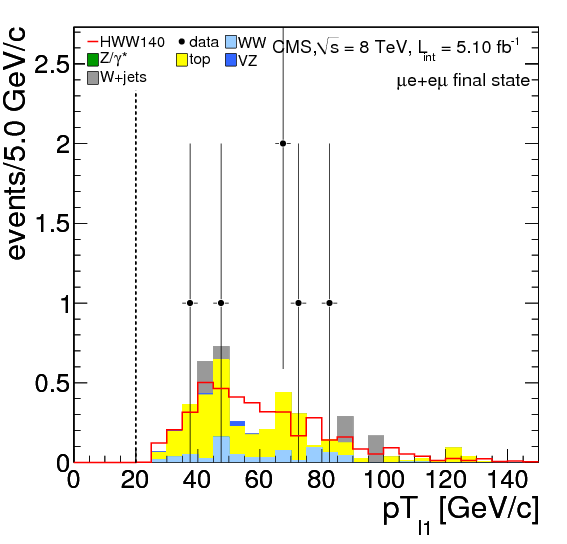 HWW140 data WW CMS,√s = 8 TeV, L_int = 5.10 fb⁻¹
Z/γ* top VZ
W+jets μe+eμ final state
events/5.0 GeV/c
2.5
2
1.5
1
0.5
0
0 20 40 60 80 100 120 140
pT_l1 [GeV/c]